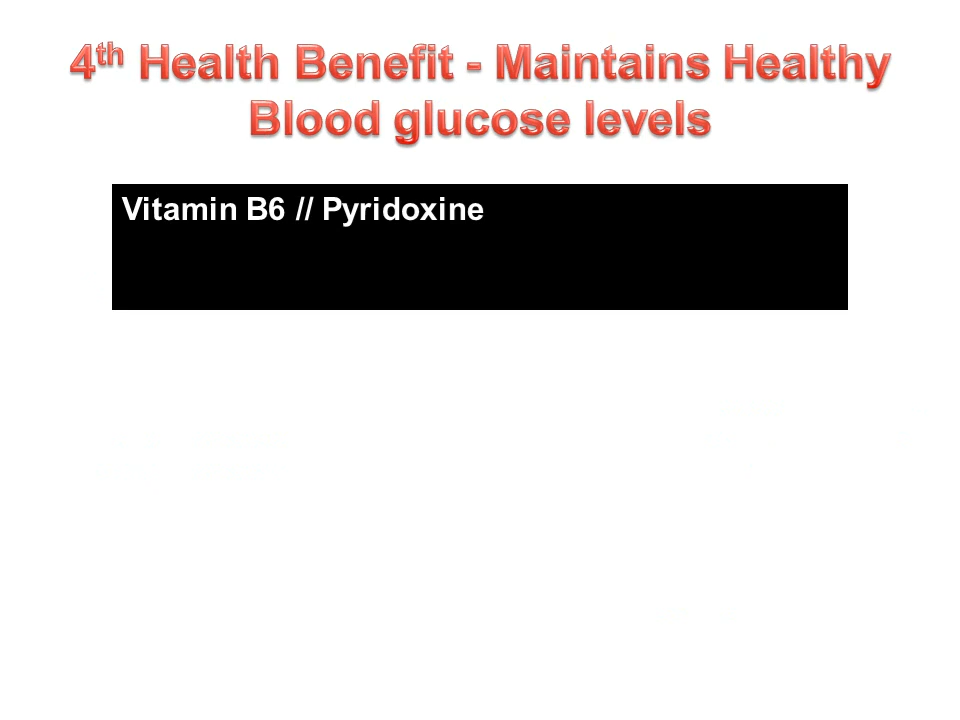 4th Health Benefit - Maintains Healthy
Blood glucose levels
Vitamin B6 // Pyridoxine